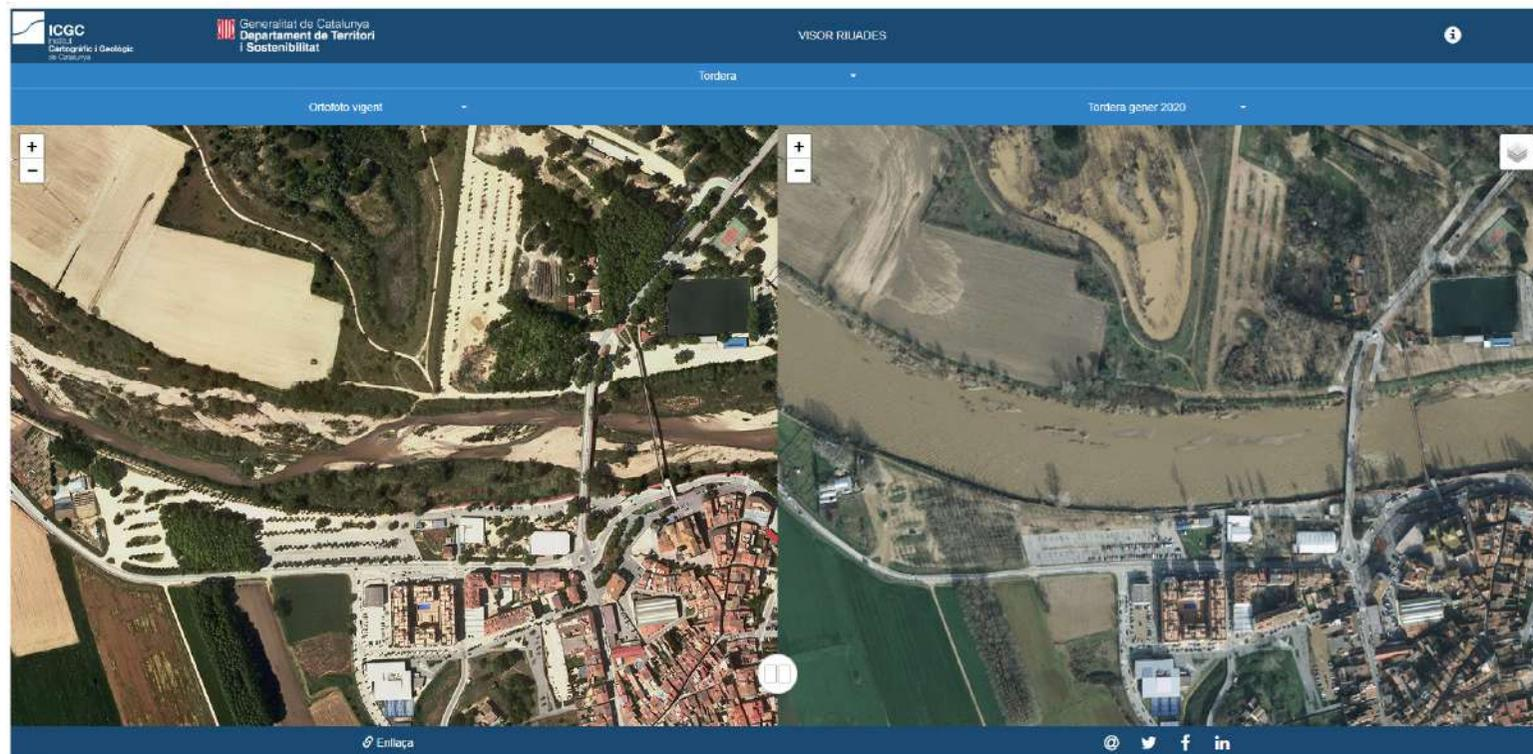 ICGC
Institut
Cartogràfic i Geològic
de Catalunya
Generalitat de Catalunya
Departament de Territori
i Sostenibilitat
VISOR RIUADES
i
Tordera
Ortofoto vigent
Tordera gener 2020
+
−
+
−
Enllaça
@
f
in